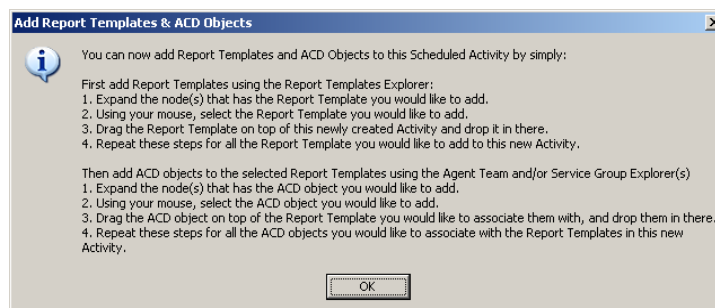 Add Report Templates & ACD Objects
You can now add Report Templates and ACD Objects to this Scheduled Activity by simply:
First add Report Templates using the Report Templates Explorer:
1. Expand the node(s) that has the Report Template you would like to add.
2. Using your mouse, select the Report Template you would like to add.
3. Drag the Report Template on top of this newly created Activity and drop it in there.
4. Repeat these steps for all the Report Template you would like to add to this new Activity.
Then add ACD objects to the selected Report Templates using the Agent Team and/or Service Group Explorer(s)
1. Expand the node(s) that has the ACD object you would like to add.
2. Using your mouse, select the ACD object you would like to add.
3. Drag the ACD object on top of the Report Template you would like to associate them with, and drop them in there.
4. Repeat these steps for all the ACD objects you would like to associate with the Report Templates in this new
Activity.
OK